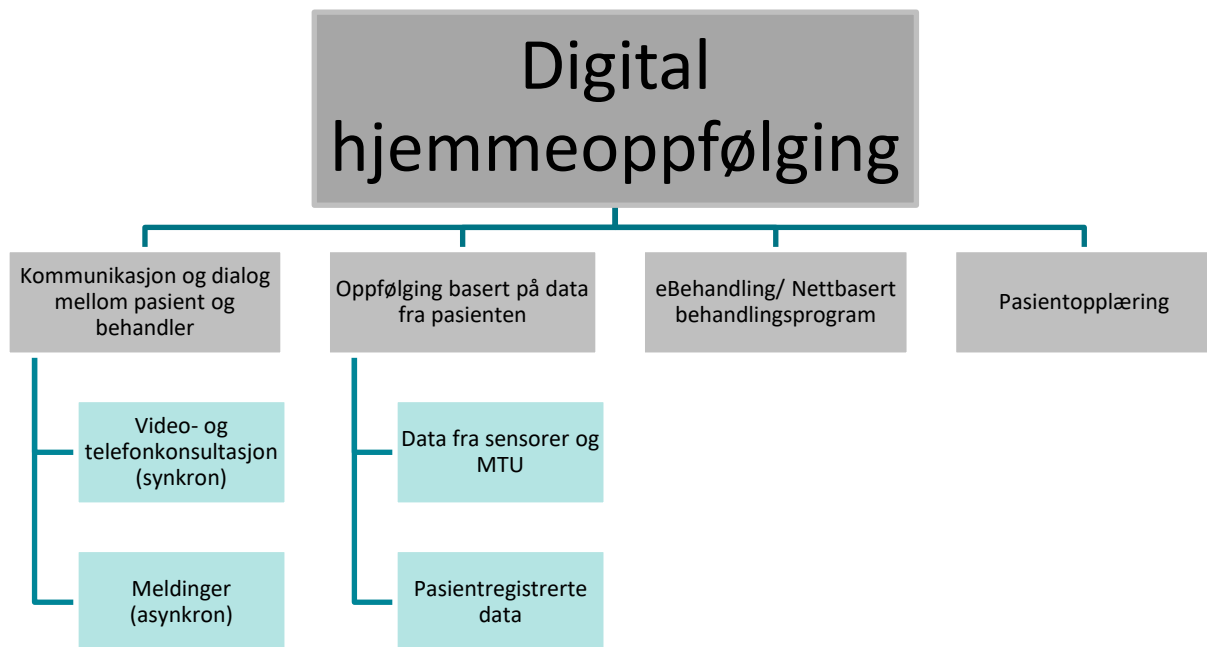 Digital
hjemmeoppfølging
Kommunikasjon og dialog
mellom pasient og
behandler
Oppfølging basert på data
fra pasienten
eBehandling/ Nettbasert
behandlingsprogram
Pasientopplæring
Video- og
telefonkonsultasjon
(synkron)
Meldinger
(asynkron)
Data fra sensorer og
MTU
Pasientregistrerte
data